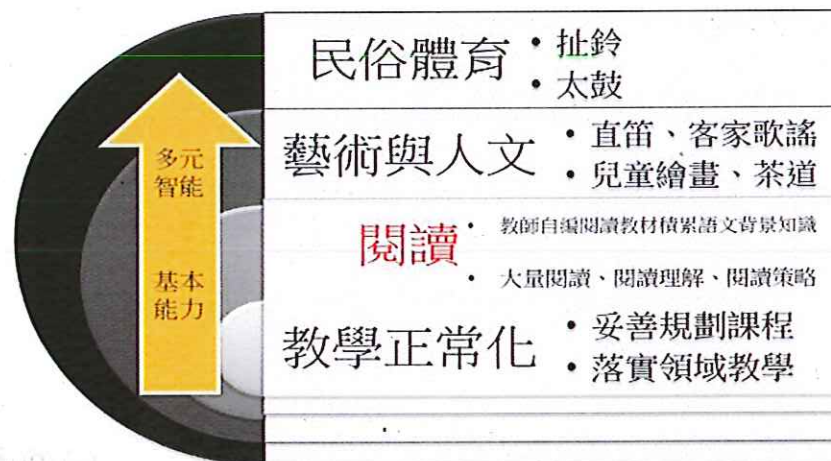 民俗體育
• 扯鈴
• 太鼓
藝術與人文
• 直笛、客家歌謠
• 兒童繪畫、茶道
閱讀
• 教師自編閱讀教材積累語文背景知識
• 大量閱讀、閱讀理解、閱讀策略
教學正常化
• 妥善規劃課程
• 落實領域教學
多元
智能
基本
能力